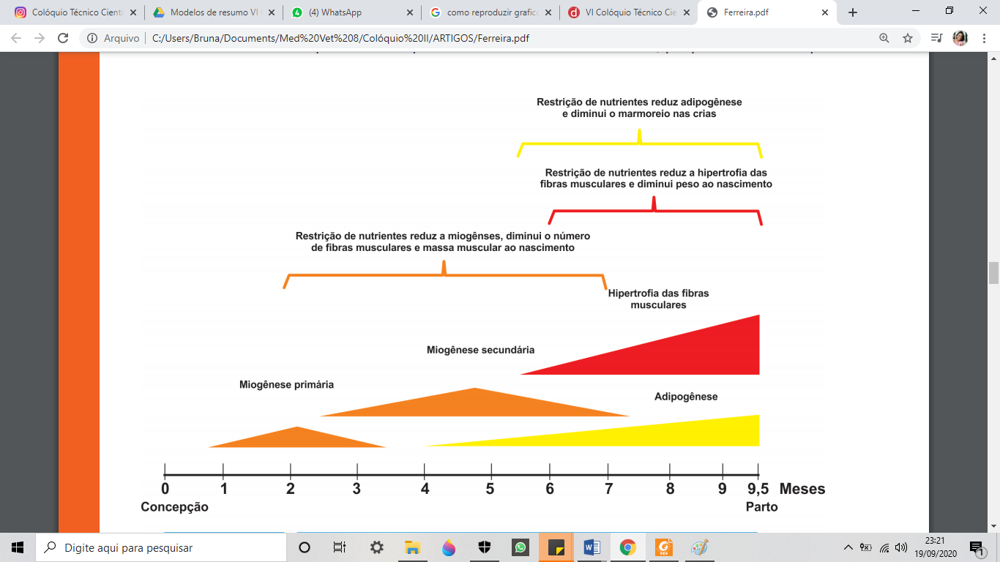 Colóquio Técnico Cient
Modelos de resumo VI
(4) WhatsApp
como reproduzir grafic
VI Colóquio Técnico Cie
Ferreira.pdf
Arquivo
C:/Users/Bruna/Documents/Med%20Vet%208/Colóquio%20II/ARTIGOS/Ferreira.pdf
Restrição de nutrientes reduz adipogênese
e diminui o marmoreio nas crias
Restrição de nutrientes reduz a hipertrofia das
fibras musculares e diminui peso ao nascimento
Restrição de nutrientes reduz a miogênses, diminui o número
de fibras musculares e massa muscular ao nascimento
Hipertrofia das fibras
musculares
Miogênese secundária
Miogênese primária
Adipogênese
0 1 2 3 4 5 6 7 8 9 9,5 Meses
Concepção Parto
Digite aqui para pesquisar
23:21
19/09/2020
1